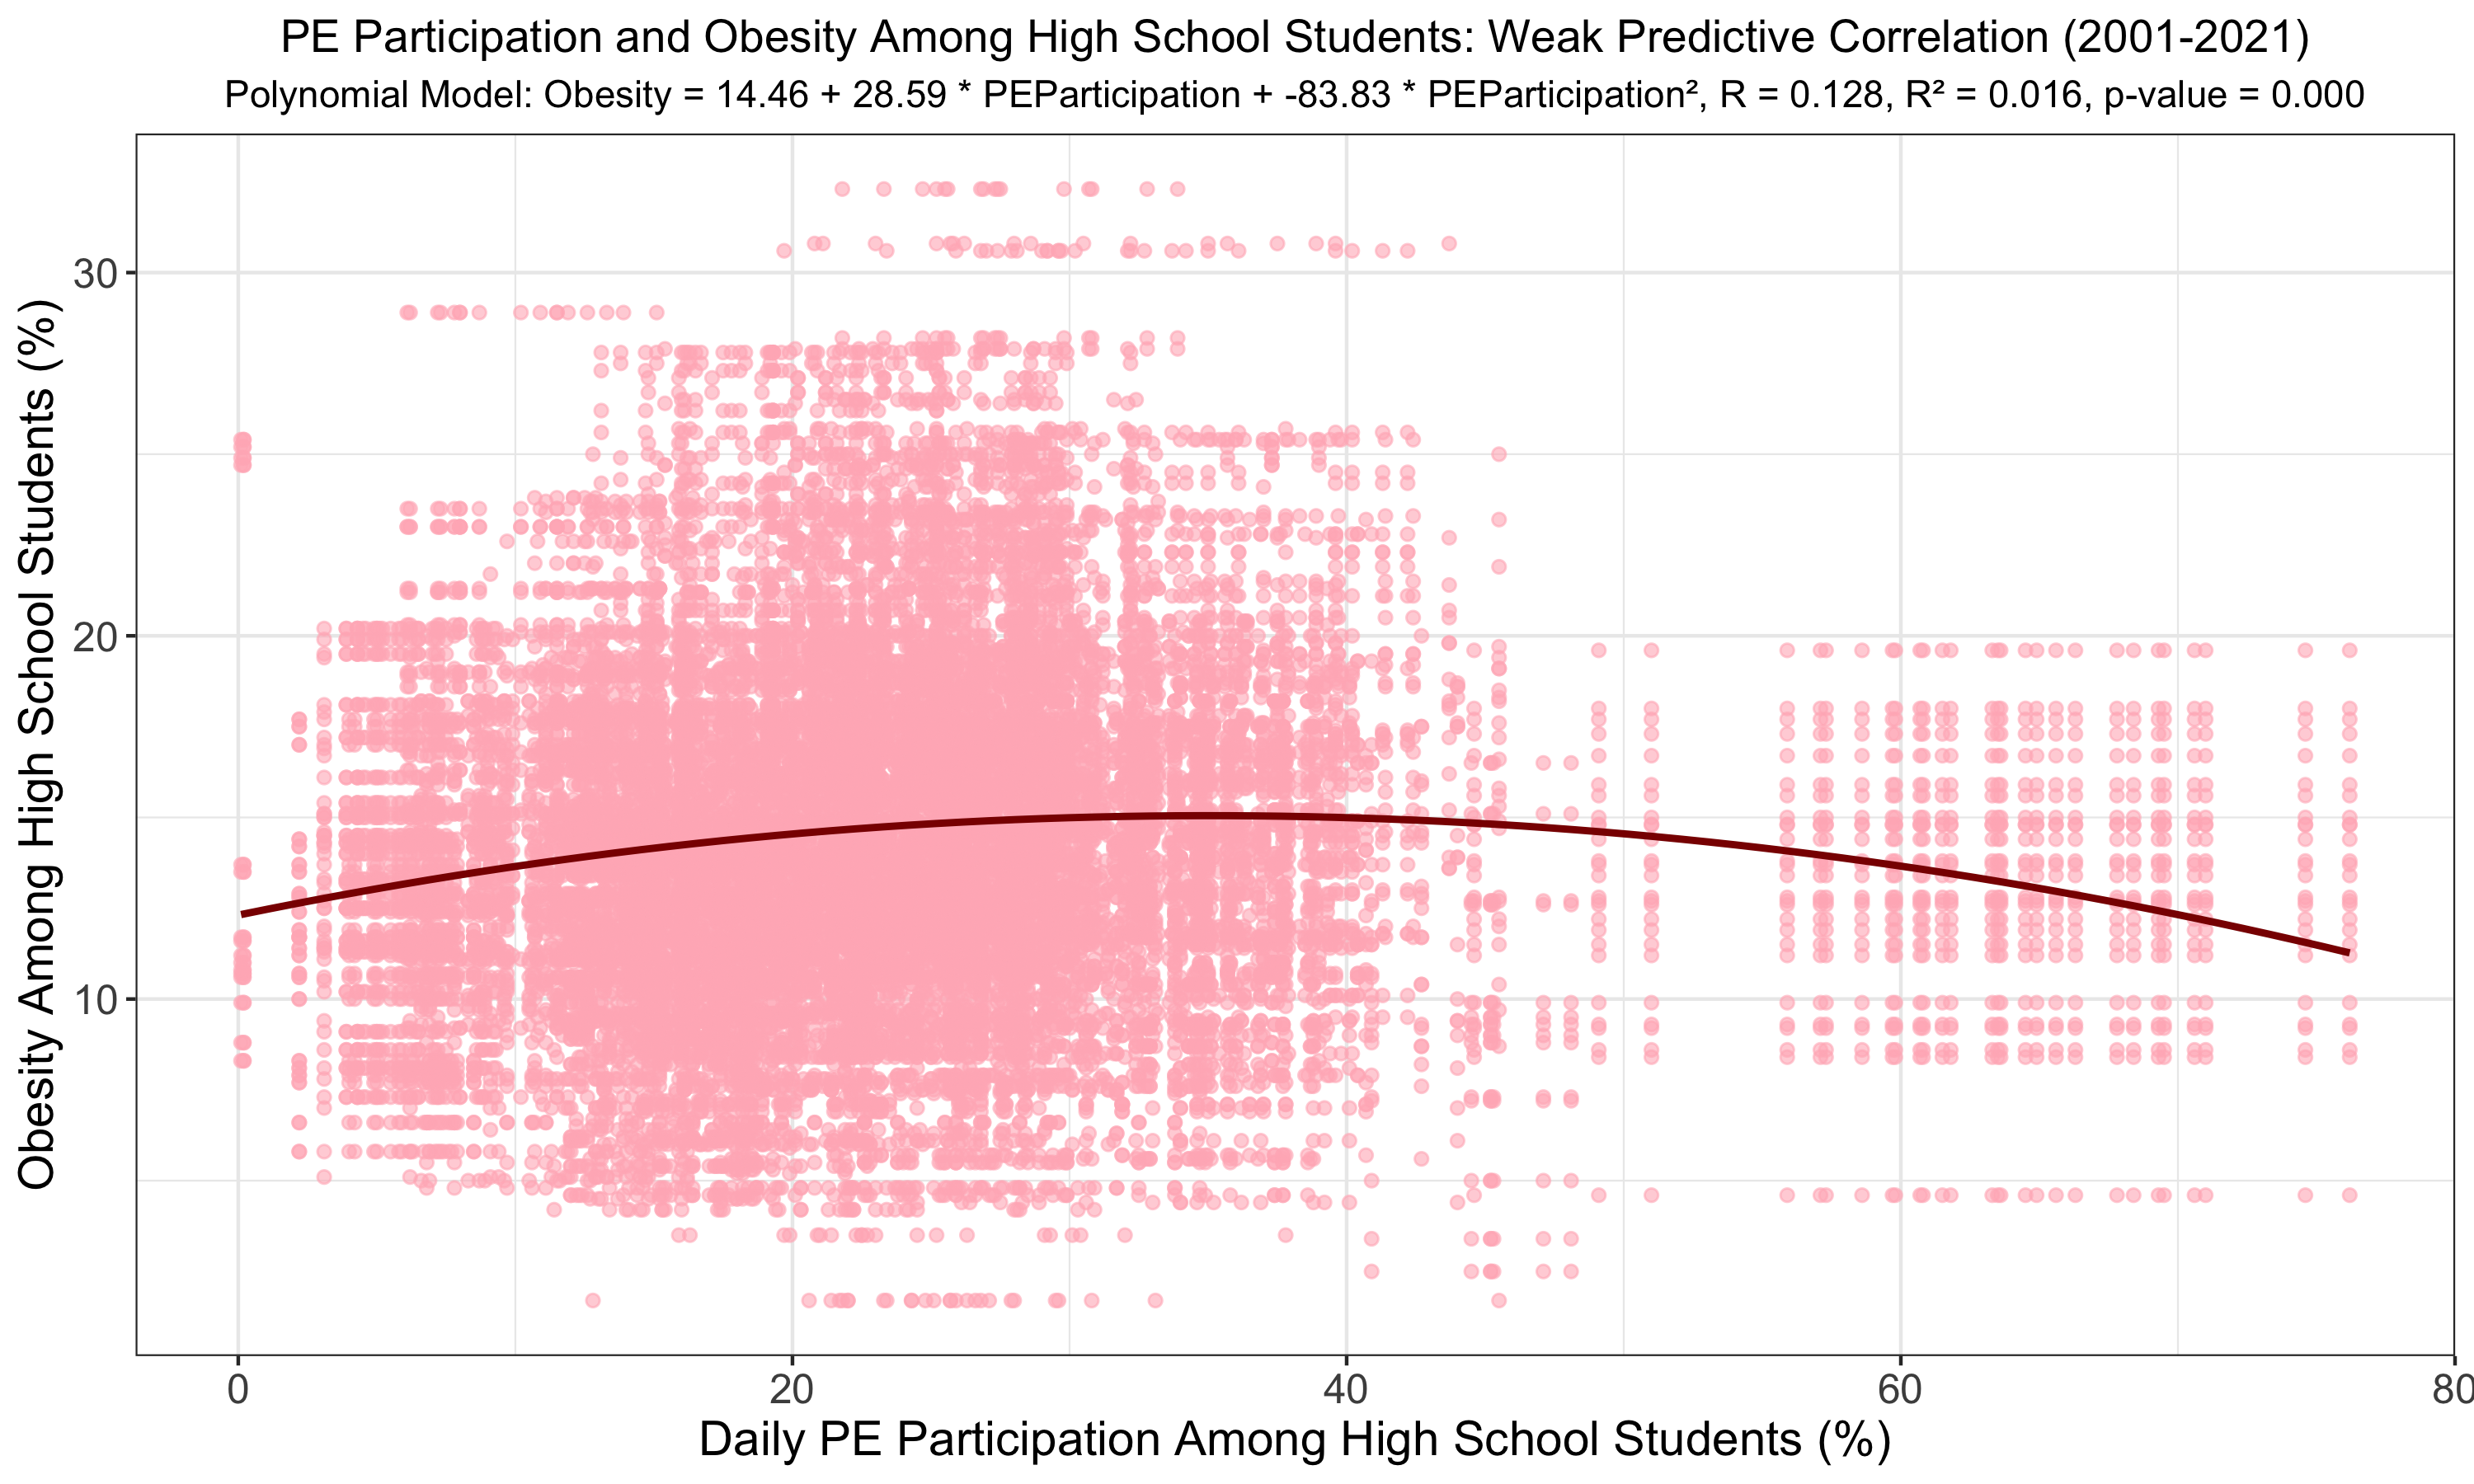 PE Participation and Obesity Among High School Students: Weak Predictive Correlation (2001-2021)
Polynomial Model: Obesity = 14.46 + 28.59 * PEParticipation + -83.83 * PEParticipation², R = 0.128, R² = 0.016, p-value = 0.000
Obesity Among High School Students (%)
30
20
10
0 20 40 60 80
Daily PE Participation Among High School Students (%)